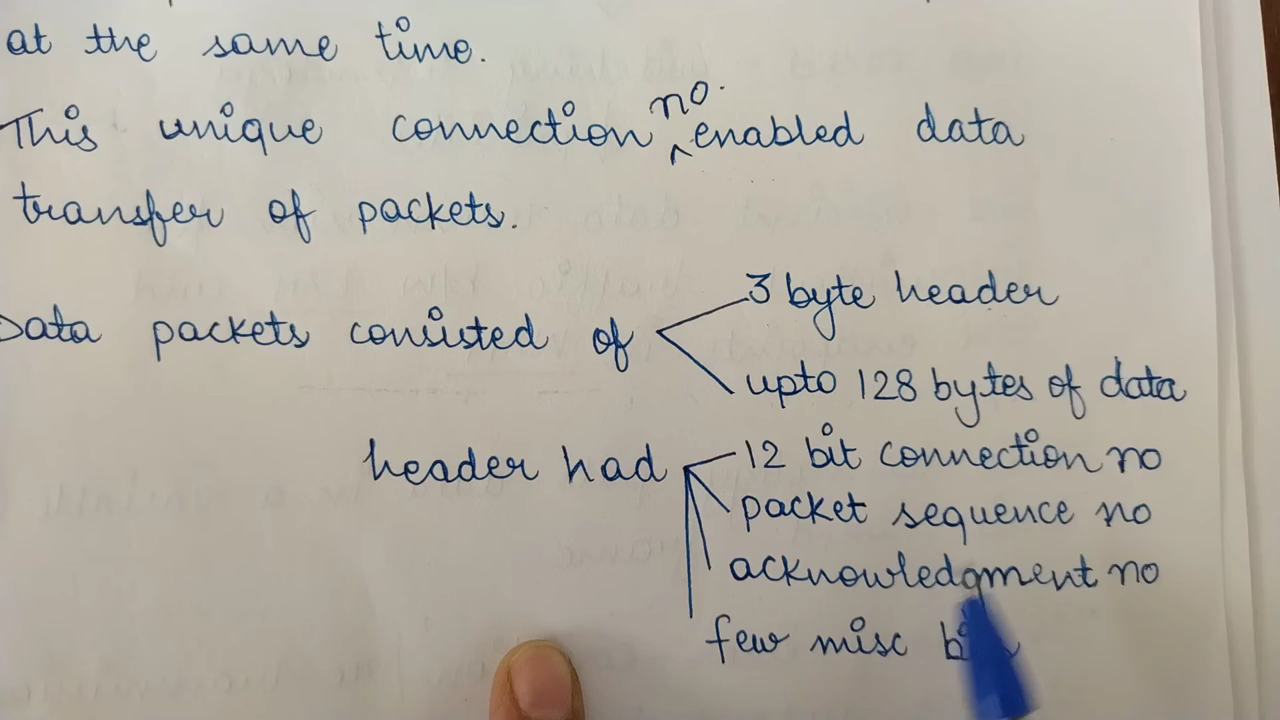 at the same time.
This unique connection no. enabled data
transfer of packets.
Data packets consisted of
3 byte header
upto 128 bytes of data
header had
12 bit connection no
packet sequence no
acknowledgment no
few misc